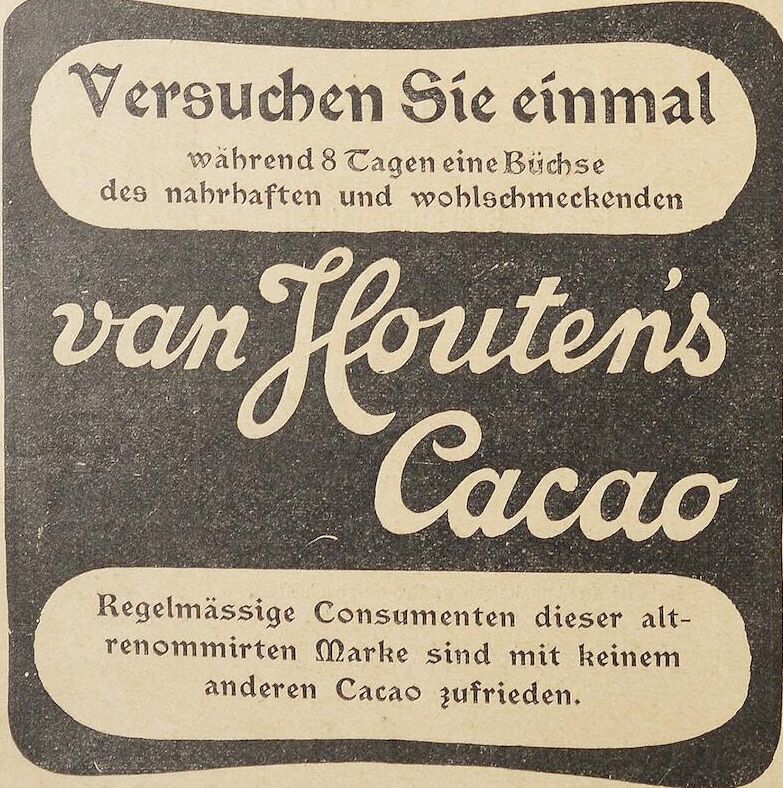 Versuchen Sie einmal
während 8 Tagen eine Büchse
des nahrhaften und wohlschmeckenden
van Houten's
Cacao
Regelmässige Consumenten dieser alt-
renommirten Marke sind mit keinem
anderen Cacao zufrieden.